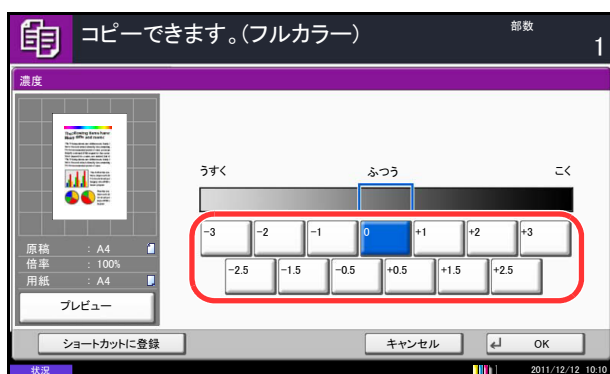 コピーできます。(フルカラー)
部数
1
濃度
うすく ふつう こく
-3 -2 -1 0 +1 +2 +3
-2.5 -1.5 -0.5 +0.5 +1.5 +2.5
原稿 : A4
倍率 : 100%
用紙 : A4
プレビュー
ショートカットに登録 キャンセル OK
状況 2011/12/12 10:10